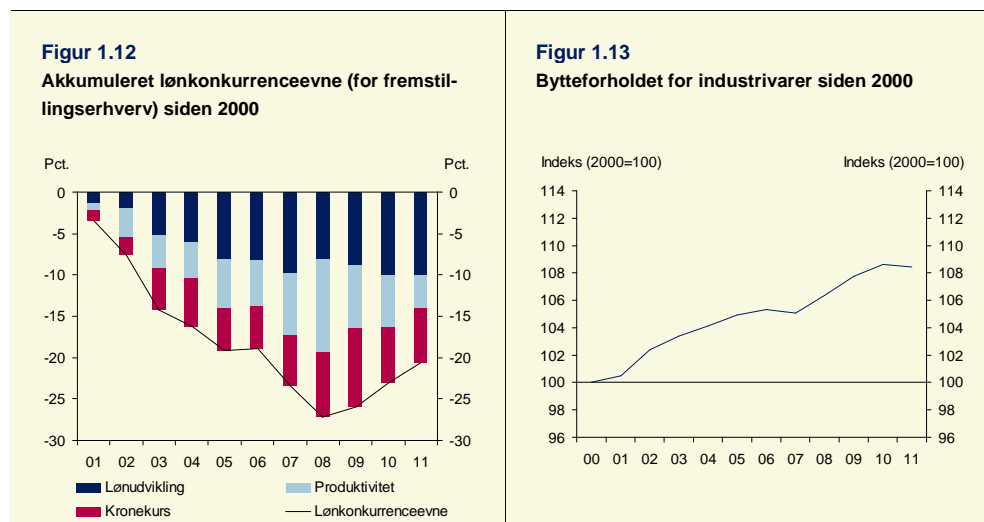 Figur 1.12
Akkumuleret lønkonkurrenceevne (for fremstil-
lingserhverv) siden 2000
Pct. Pct.
0 0
-5 -5
-10 -10
-15 -15
-20 -20
-25 -25
-30 -30
01 02 03 04 05 06 07 08 09 10 11
Lønudvikling Produktivitet
Kronekurs Lønkonkurrenceevne
Figur 1.13
Bytteforholdet for industrivarer siden 2000
Indeks (2000=100) Indeks (2000=100)
114 114
112 112
110 110
108 108
106 106
104 104
102 102
100 100
98 98
96 96
00 01 02 03 04 05 06 07 08 09 10 11